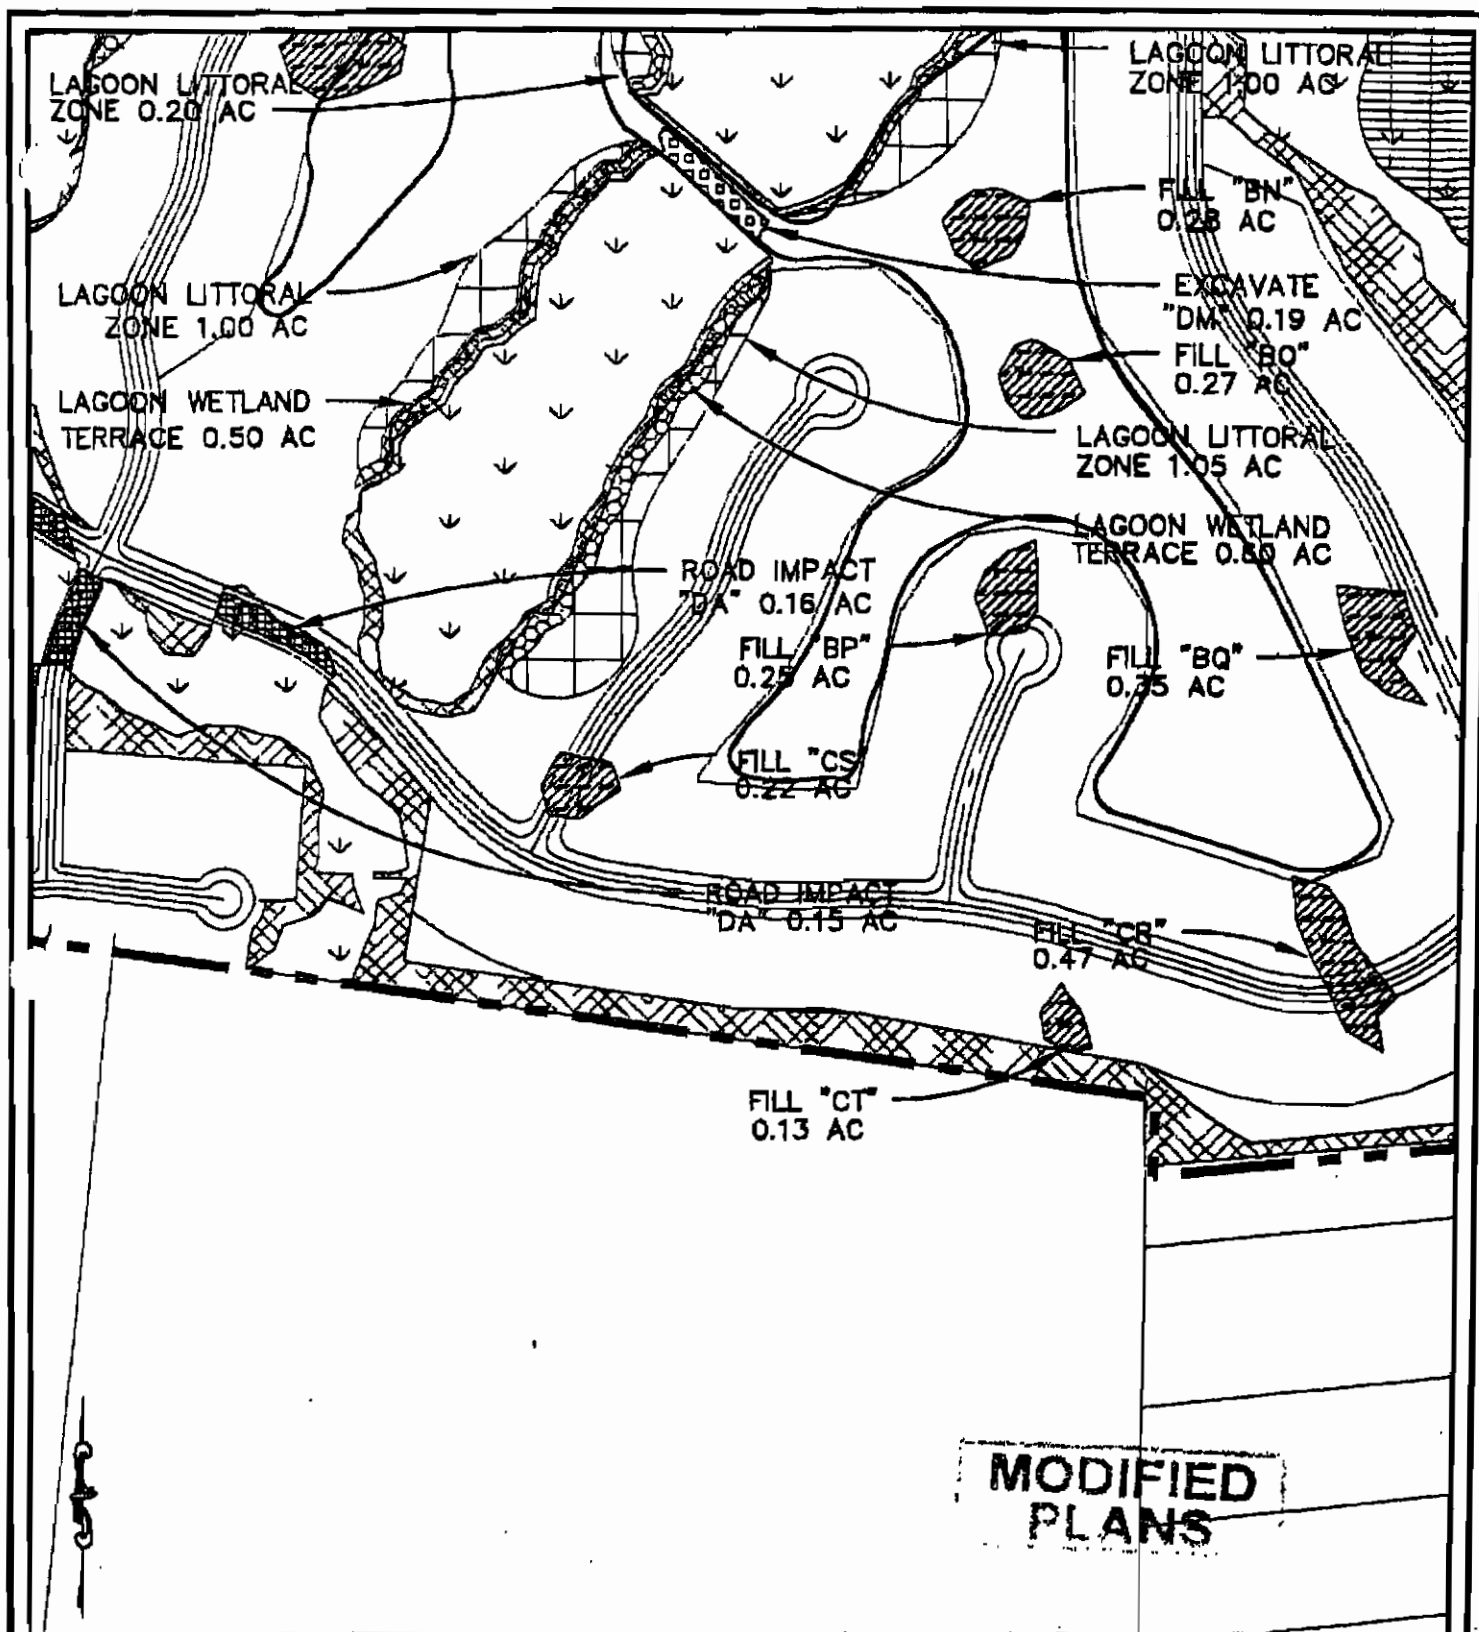 LAGOON LITTORAL
ZONE 0.20 AC
LAGOON LITTORAL
ZONE 1.00 AC
FILL "BN"
0.28 AC
LAGOON LITTORAL
ZONE 1.00 AC
EXCAVATE
"DM" 0.19 AC
FILL "BO"
0.27 AC
LAGOON WETLAND
TERRACE 0.50 AC
LAGOON LITTORAL
ZONE 1.05 AC
LAGOON WETLAND
TERRACE 0.60 AC
ROAD IMPACT
"DA" 0.16 AC
FILL "BP"
0.25 AC
FILL "BQ"
0.35 AC
FILL "CS"
0.22 AC
ROAD IMPACT
"DA" 0.15 AC
FILL "CR"
0.47 AC
FILL "CT"
0.13 AC
MODIFIED
PLANS